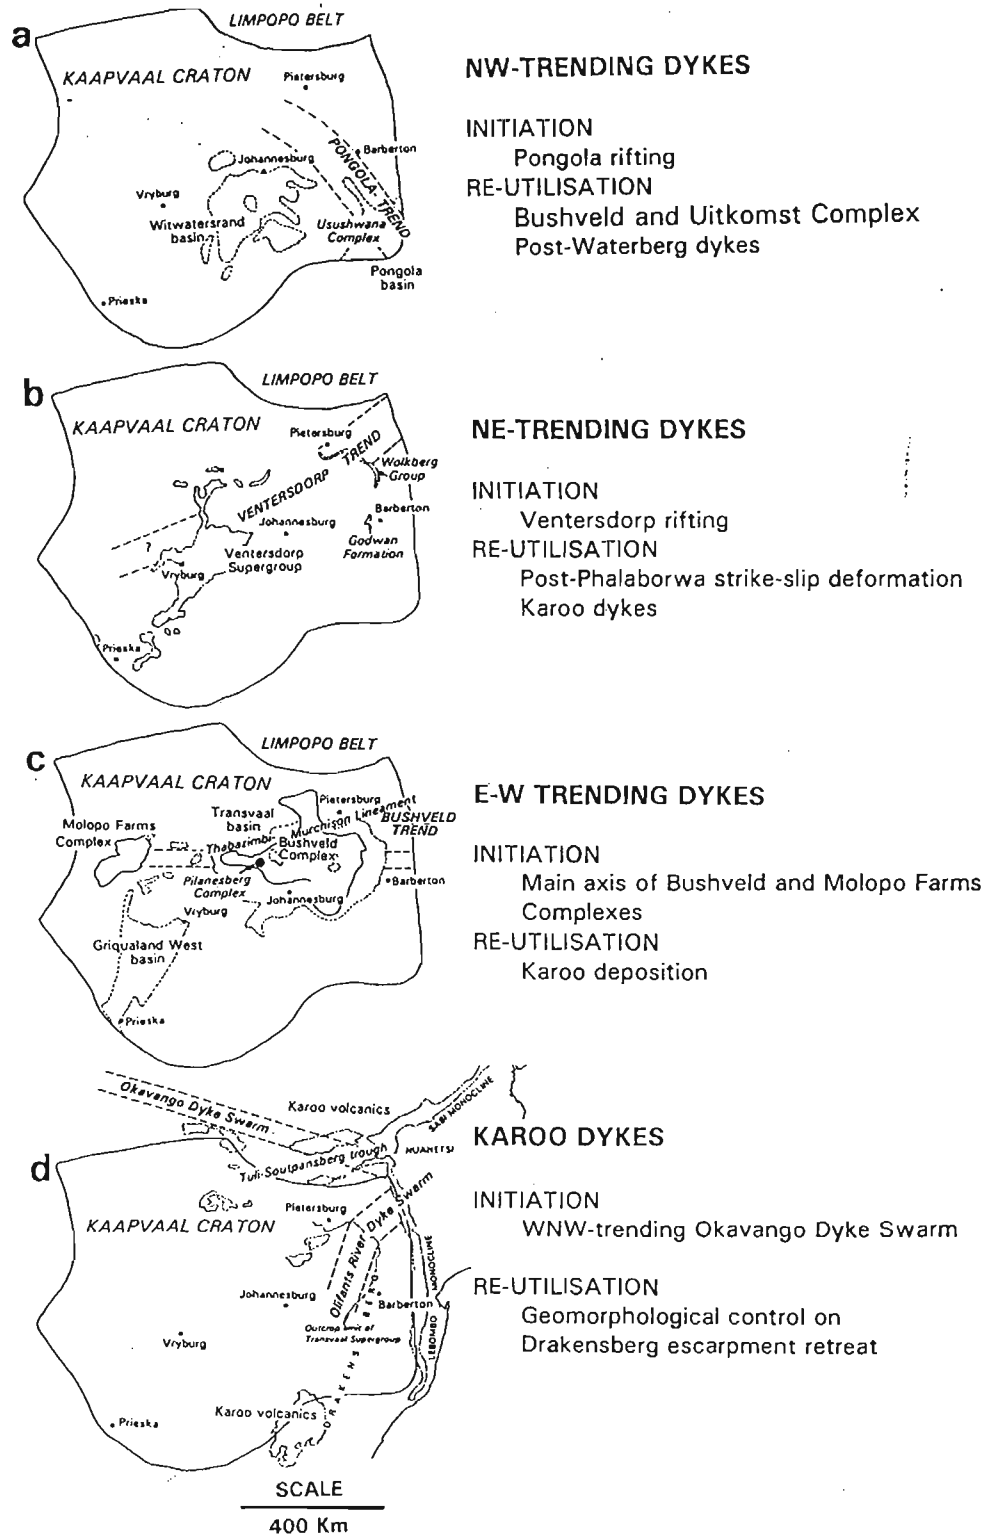 a
LIMPOPO BELT
KAAPVAAL CRATON
Pietersburg
Johannesburg
Barberton
PONGOLA-TREND
Vryburg
Witwatersrand
basin
Usushwana
Complex
Pongola
basin
Prieska
NW-TRENDING DYKES
INITIATION
Pongola rifting
RE-UTILISATION
Bushveld and Uitkomst Complex
Post-Waterberg dykes
b
LIMPOPO BELT
KAAPVAAL CRATON
Pietersburg
VENTERSDORP TREND
Wolkberg
Group
Johannesburg
Barberton
Godwan
Formation
?
Ventersdorp
Supergroup
Vryburg
Prieska
NE-TRENDING DYKES
INITIATION
Ventersdorp rifting
RE-UTILISATION
Post-Phalaborwa strike-slip deformation
Karoo dykes
c
LIMPOPO BELT
KAAPVAAL CRATON
Pietersburg
Transvaal
basin
Thabazimbi Murchison Lineament
BUSHVELD
TREND
Molopo Farms
Complex
Bushveld
Complex
Pilanesberg
Complex
Barberton
Johannesburg
Vryburg
Griqualand West
basin
Prieska
E-W TRENDING DYKES
INITIATION
Main axis of Bushveld and Molopo Farms
Complexes
RE-UTILISATION
Karoo deposition
d
Okavango Dyke Swarm
Karoo volcanics
SABI MONOCLINE
NUANETSI
Tuli-Soutpansberg trough
KAAPVAAL CRATON
Pietersburg
Olifants River Dyke Swarm
Johannesburg
Barberton
LEBOMBO MONOCLINE
Outcrop limit of
Transvaal Supergroup
DRAKENSBERG
Vryburg
Karoo volcanics
Prieska
KAROO DYKES
INITIATION
WNW-trending Okavango Dyke Swarm
RE-UTILISATION
Geomorphological control on
Drakensberg escarpment retreat
SCALE
400 Km